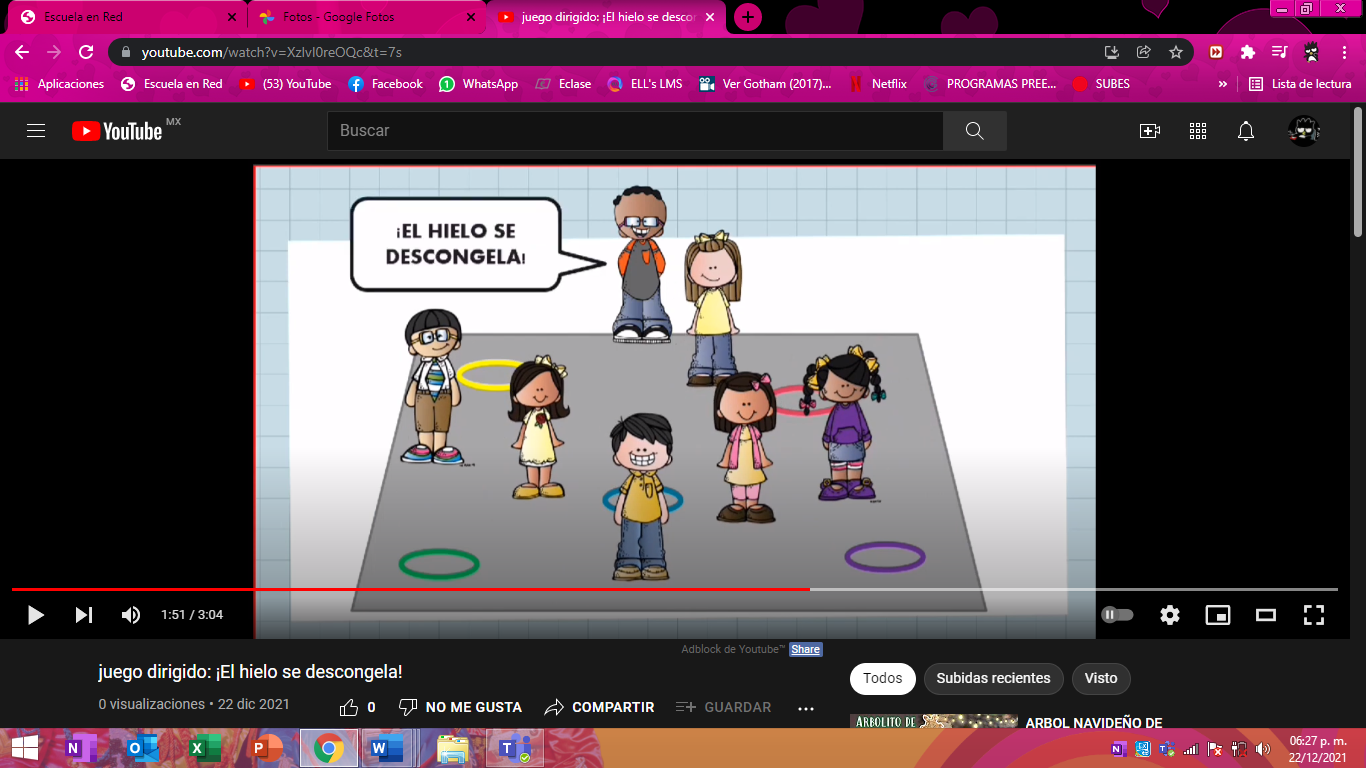 Escuela en Red
Fotos - Google Fotos
juego dirigido: ¡El hielo se descon
youtube.com/watch?v=XzIvI0reOQc&t=7s
Aplicaciones
Escuela en Red
(53) YouTube
Facebook
WhatsApp
Eclase
ELL's LMS
Ver Gotham (2017)...
Netflix
PROGRAMAS PREE...
SUBES
»
Lista de lectura
YouTube MX
Buscar
¡EL HIELO SE
DESCONGELA!
1:51 / 3:04
Adblock de Youtube™ Share
juego dirigido: ¡El hielo se descongela!
0 visualizaciones • 22 dic 2021
0
NO ME GUSTA
COMPARTIR
GUARDAR
Todos
Subidas recientes
Visto
ARBOLITO DE
ARBOL NAVIDEÑO DE
06:27 p. m.
22/12/2021